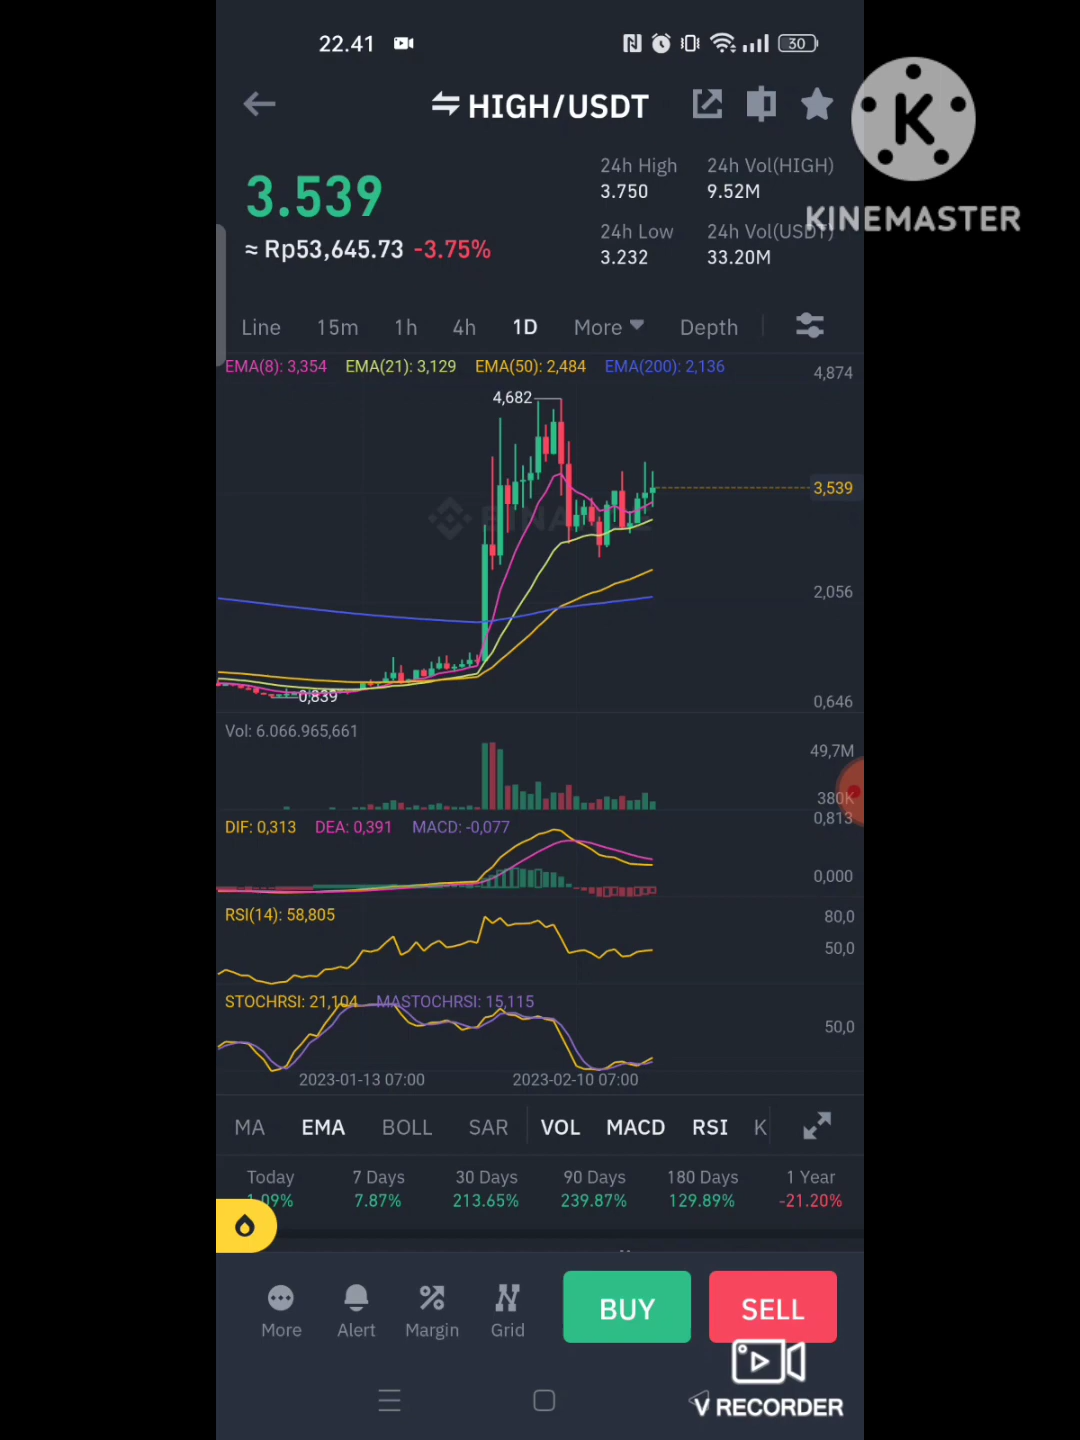 22.41
30
HIGH/USDT
3.539
≈ Rp53,645.73 -3.75%
24h High
3.750
24h Vol(HIGH)
9.52M
24h Low
3.232
24h Vol(USDT)
33.20M
K
KINEMASTER
Line 15m 1h 4h 1D More Depth
EMA(8): 3,354 EMA(21): 3,129 EMA(50): 2,484 EMA(200): 2,136
4,874
4,682
3,539
BINANCE
2,056
0,839
0,646
Vol: 6.066.965,661
49,7M
380K
DIF: 0,313 DEA: 0,391 MACD: -0,077
0,813
0,000
RSI(14): 58,805
80,0
50,0
STOCHRSI: 21,104 MASTOCHRSI: 15,115
50,0
2023-01-13 07:00 2023-02-10 07:00
MA EMA BOLL SAR VOL MACD RSI K
Today 7 Days 30 Days 90 Days 180 Days 1 Year
1.09% 7.87% 213.65% 239.87% 129.89% -21.20%
More Alert Margin Grid
BUY SELL
V RECORDER